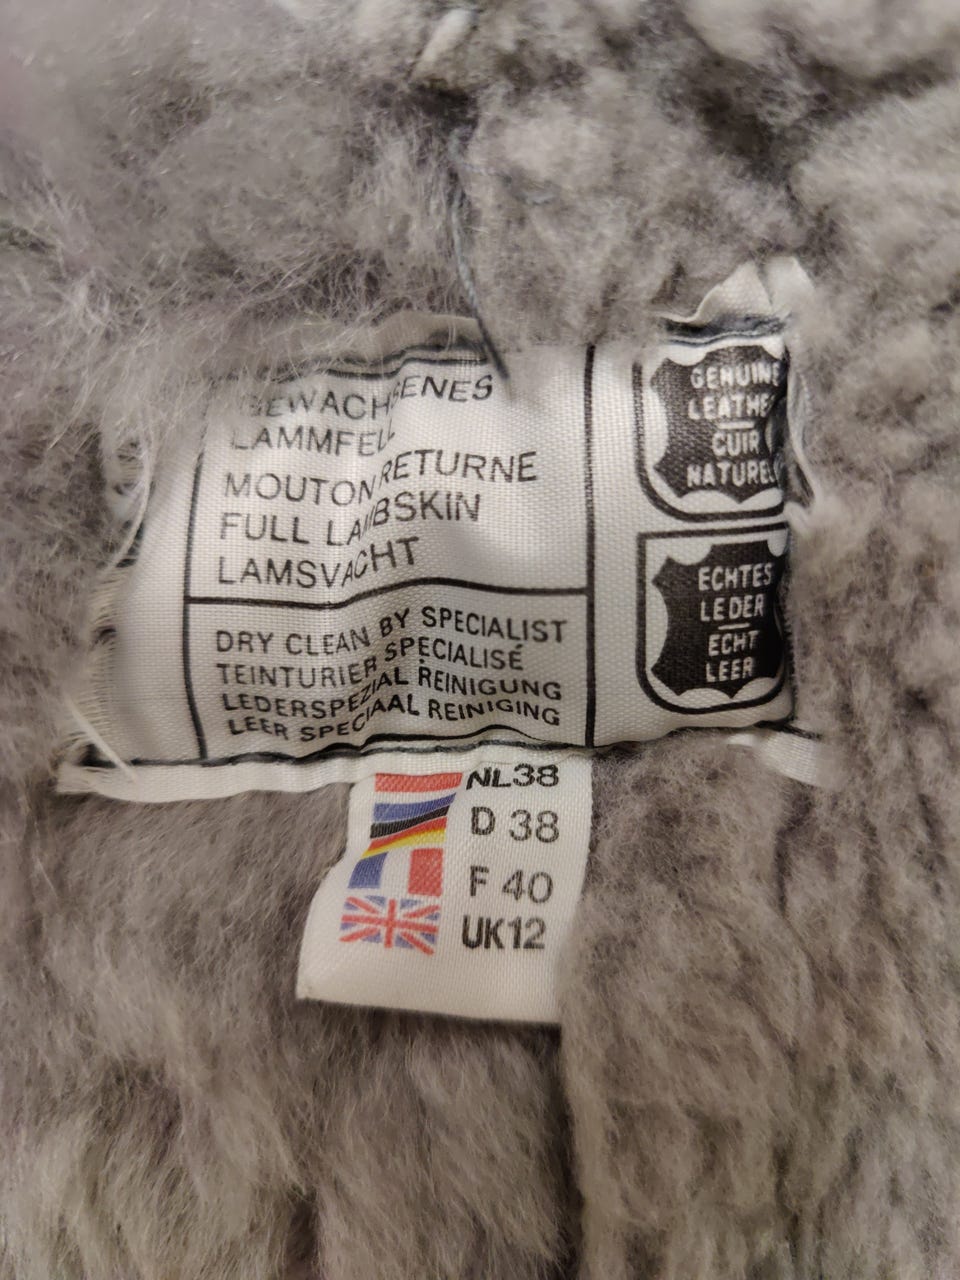 GEWACHSENES
LAMMFELL
MOUTON RETURNE
FULL LAMBSKIN
LAMSVACHT
DRY CLEAN BY SPECIALIST
TEINTURIER SPÉCIALISÉ
LEDERSPEZIAL REINIGUNG
LEER SPECIAAL REINIGING
GENUINE
LEATHER
CUIR
NATUREL
ECHTES
LEDER
ECHT
LEER
NL38
D 38
F 40
UK12